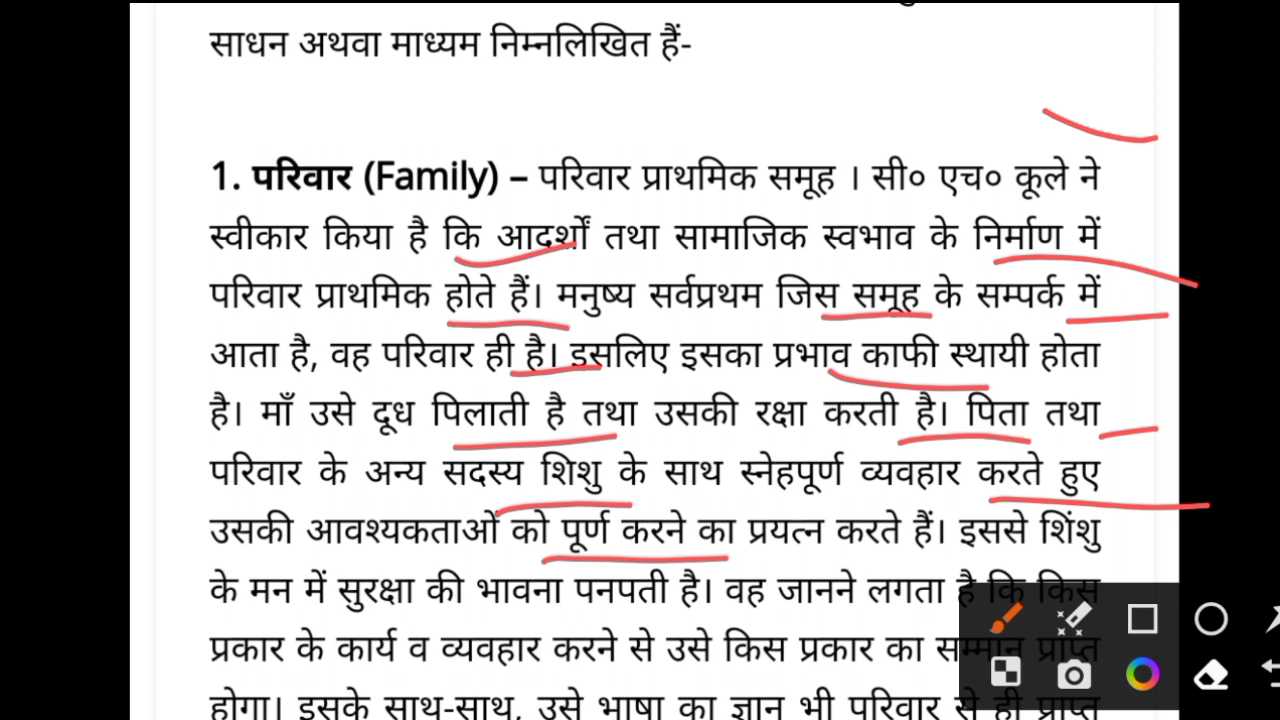 साधन अथवा माध्यम निम्नलिखित हैं-
1. परिवार (Family) – परिवार प्राथमिक समूह । सी० एच० कूले ने
स्वीकार किया है कि आदर्शों तथा सामाजिक स्वभाव के निर्माण में
परिवार प्राथमिक होते हैं। मनुष्य सर्वप्रथम जिस समूह के सम्पर्क में
आता है, वह परिवार ही है। इसलिए इसका प्रभाव काफी स्थायी होता
है। माँ उसे दूध पिलाती है तथा उसकी रक्षा करती है। पिता तथा
परिवार के अन्य सदस्य शिशु के साथ स्नेहपूर्ण व्यवहार करते हुए
उसकी आवश्यकताओं को पूर्ण करने का प्रयत्न करते हैं। इससे शिंशु
के मन में सुरक्षा की भावना पनपती है। वह जानने लगता है कि किस
प्रकार के कार्य व व्यवहार करने से उसे किस प्रकार का सम्मान प्राप्त
होगा। इसके साथ-साथ, उसे भाषा का ज्ञान भी परिवार से ही प्राप्त